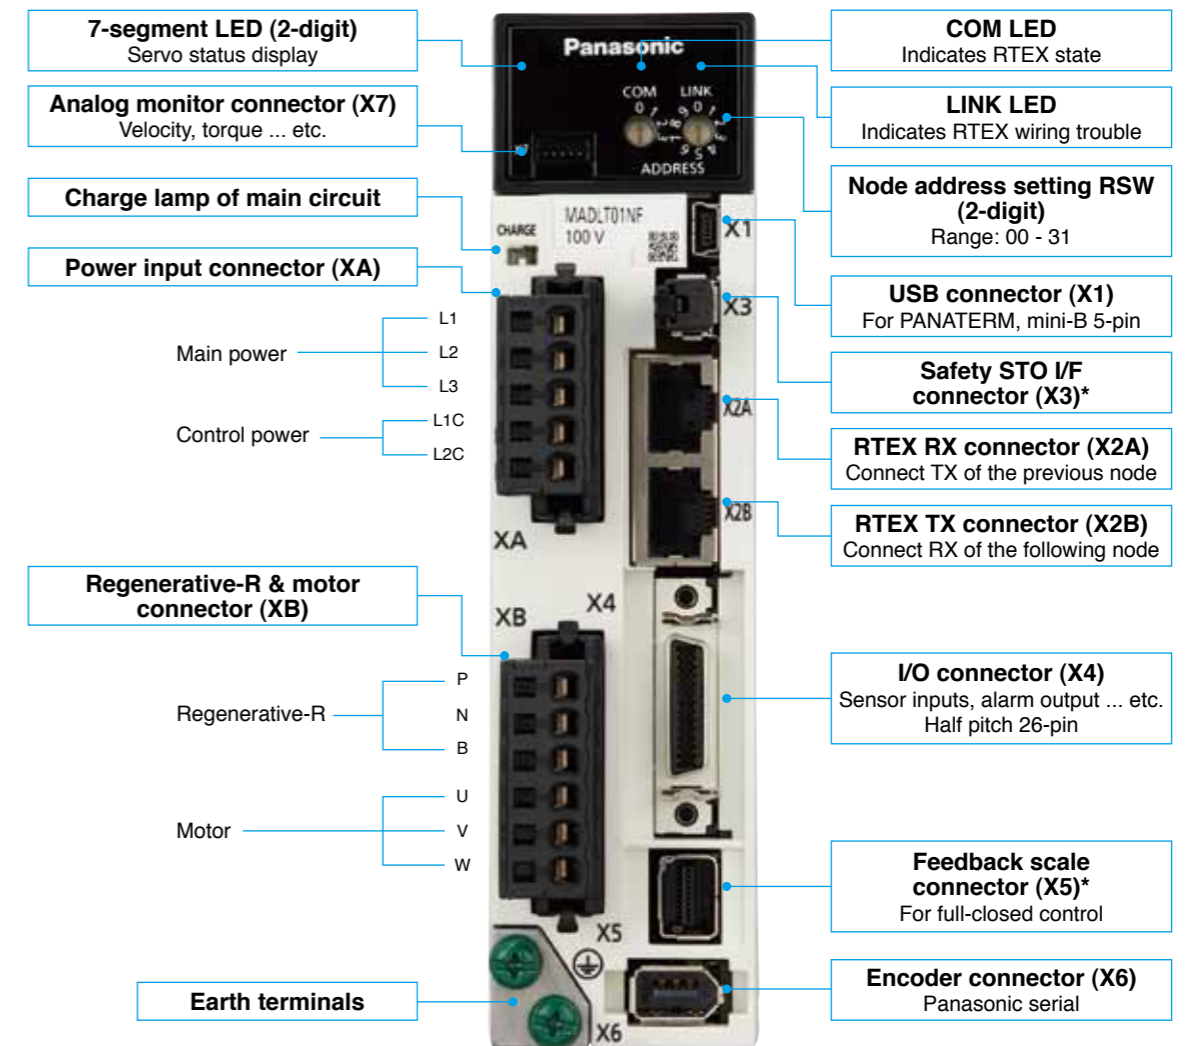 7-segment LED (2-digit)
Servo status display
Analog monitor connector (X7)
Velocity, torque ... etc.
Charge lamp of main circuit
Power input connector (XA)
Main power
L1
L2
L3
Control power
L1C
L2C
Regenerative-R & motor
connector (XB)
Regenerative-R
P
N
B
Motor
U
V
W
Earth terminals
Panasonic
COM LINK
0 0
X7
ADDRESS
CHARGE
MADLT01NF
100 V
X1
X3
X2A
X2B
XA
XB
X4
X5
X6
COM LED
Indicates RTEX state
LINK LED
Indicates RTEX wiring trouble
Node address setting RSW
(2-digit)
Range: 00 - 31
USB connector (X1)
For PANATERM, mini-B 5-pin
Safety STO I/F
connector (X3)*
RTEX RX connector (X2A)
Connect TX of the previous node
RTEX TX connector (X2B)
Connect RX of the following node
I/O connector (X4)
Sensor inputs, alarm output ... etc.
Half pitch 26-pin
Feedback scale
connector (X5)*
For full-closed control
Encoder connector (X6)
Panasonic serial